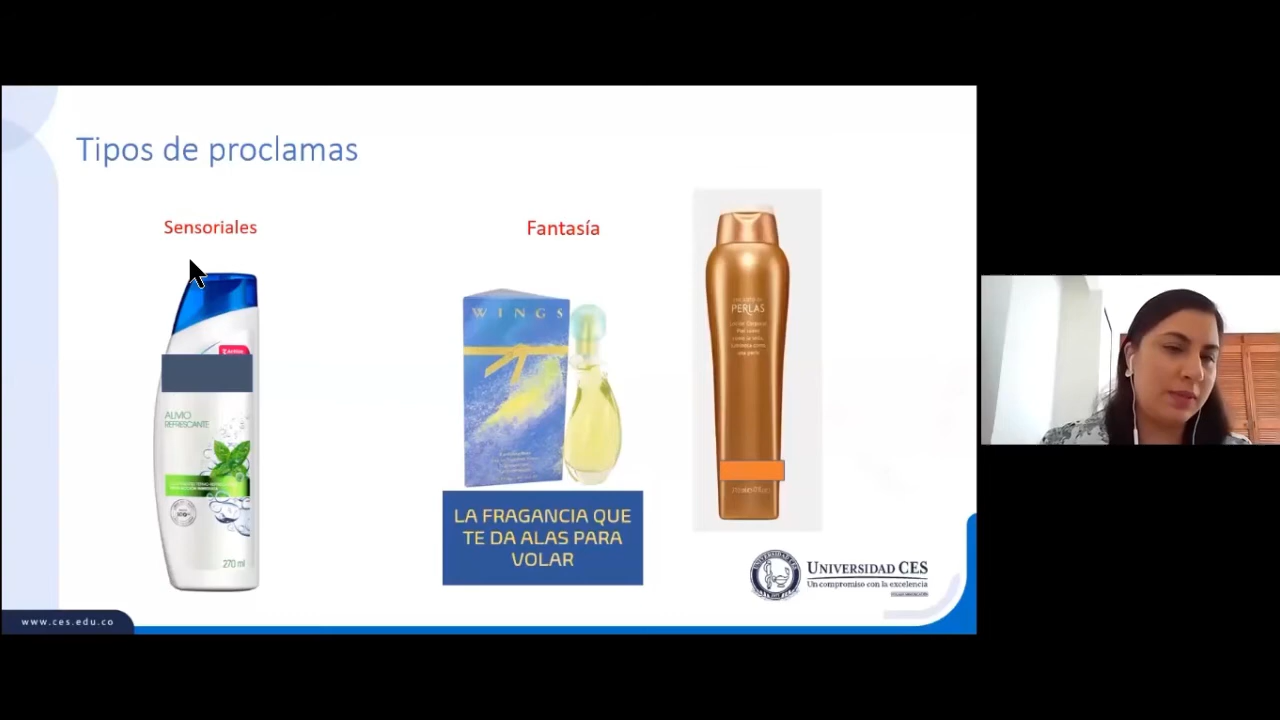 Tipos de proclamas
Sensoriales
Fantasía
ALIVIO
REFRESCANTE
270 ml
WINGS
LA FRAGANCIA QUE
TE DA ALAS PARA
VOLAR
PERLAS
UNIVERSIDAD CES
Un compromiso con la excelencia
www.ces.edu.co